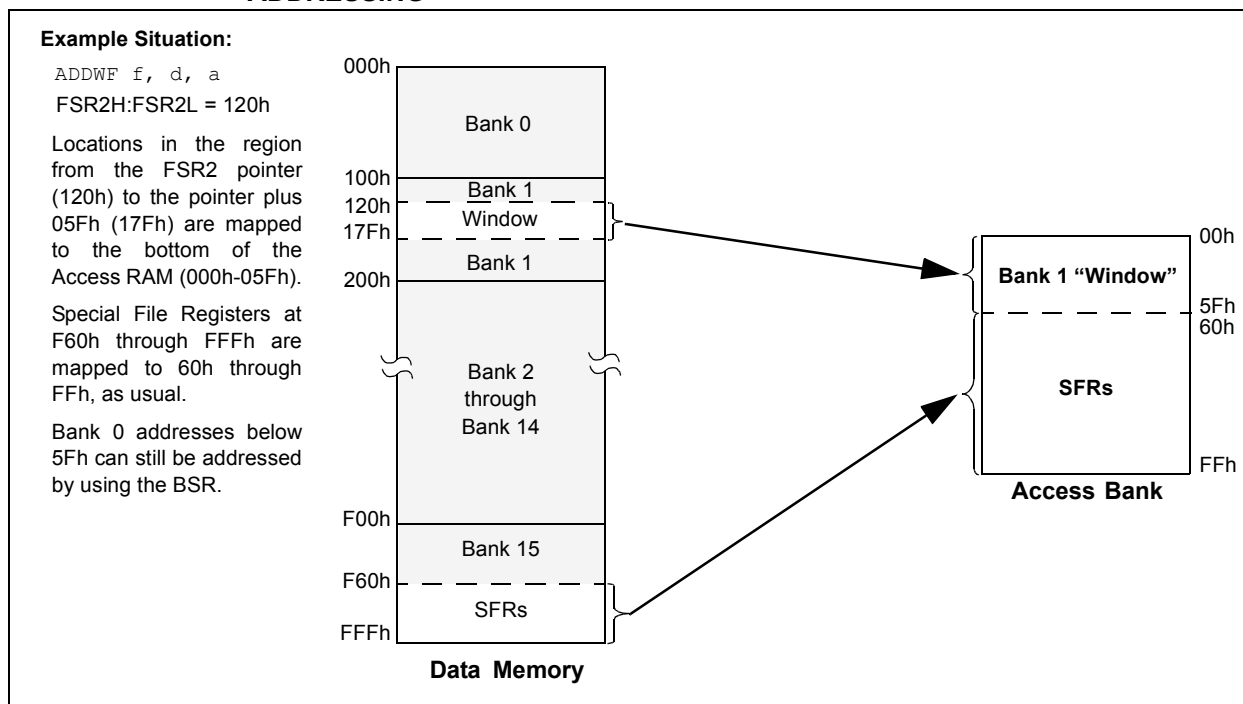 Example Situation:
ADDWF f, d, a
FSR2H:FSR2L = 120h
Locations in the region
from the FSR2 pointer
(120h) to the pointer plus
05Fh (17Fh) are mapped
to the bottom of the
Access RAM (000h-05Fh).
Special File Registers at
F60h through FFFh are
mapped to 60h through
FFh, as usual.
Bank 0 addresses below
5Fh can still be addressed
by using the BSR.
000h
Bank 0
100h
Bank 1
120h
Window
17Fh
Bank 1
200h
Bank 2
through
Bank 14
F00h
Bank 15
F60h
SFRs
FFFh
Data Memory
00h
Bank 1 “Window”
5Fh
60h
SFRs
FFh
Access Bank